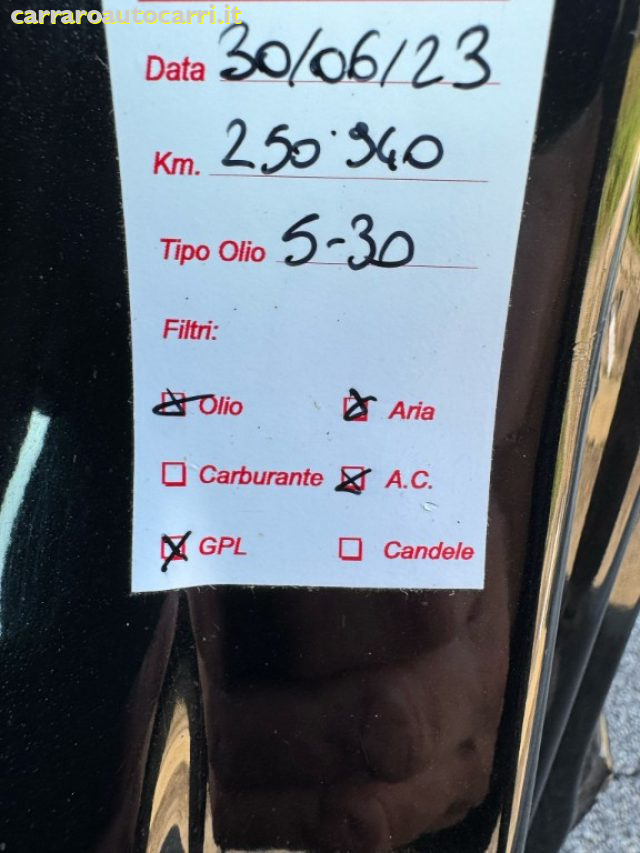 carraroautocarri.it
Data 30/06/23
Km. 250.940
Tipo Olio 5-30
Filtri:
Olio Aria
Carburante A.C.
GPL Candele